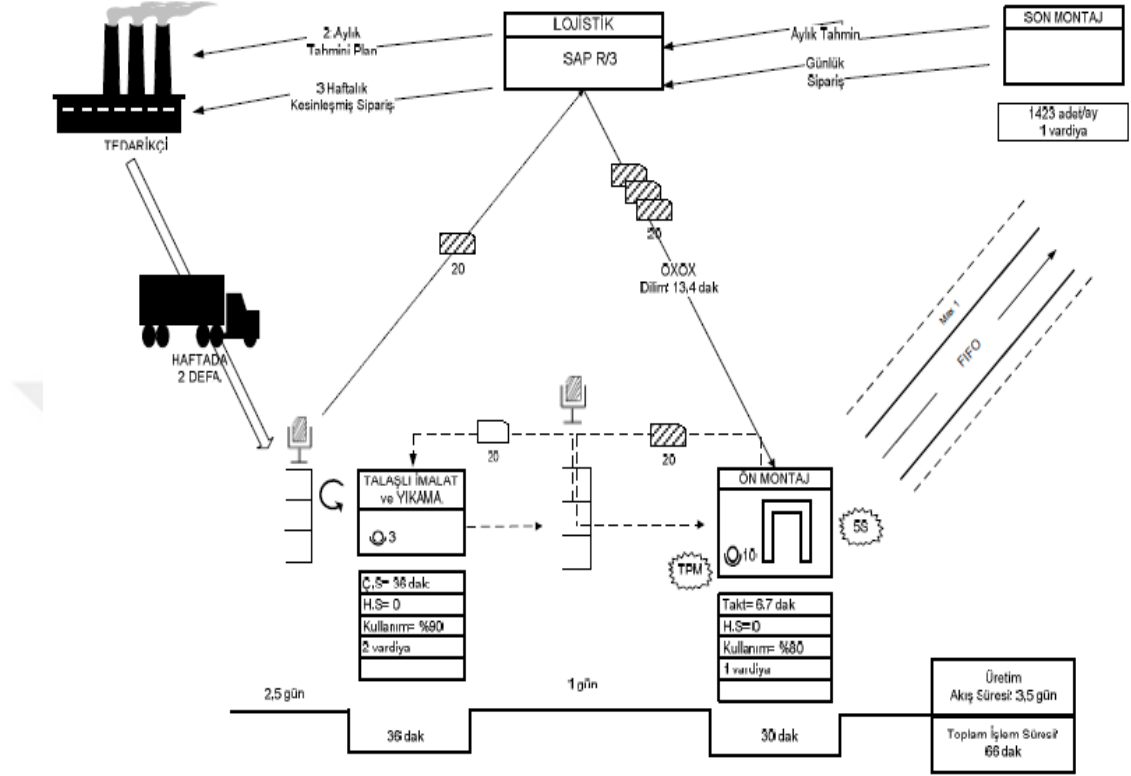 LOJİSTİK
SAP R/3
SON MONTAJ
2 Aylık
Tahmini Plan
Aylık Tahmin
Günlük
Sipariş
3 Haftalık
Kesinleşmiş Sipariş
1423 adet/ay
1 vardiya
TEDARİKÇİ
20
20
ÖXÖX
Dilim: 13,4 dak
Max 1
FIFO
HAFTADA
2 DEFA
20
20
TALAŞLI İMALAT
ve YIKAMA
3
ÖN MONTAJ
10
5S
TPM
Ç.S= 36 dak
H.S= 0
Kullanım= %90
2 vardiya
Takt= 6.7 dak
H.S=0
Kullanım= %80
1 vardiya
2,5 gün
1 gün
36 dak
30 dak
Üretim
Akış Süresi: 3,5 gün
Toplam İşlem Süresi:
66 dak